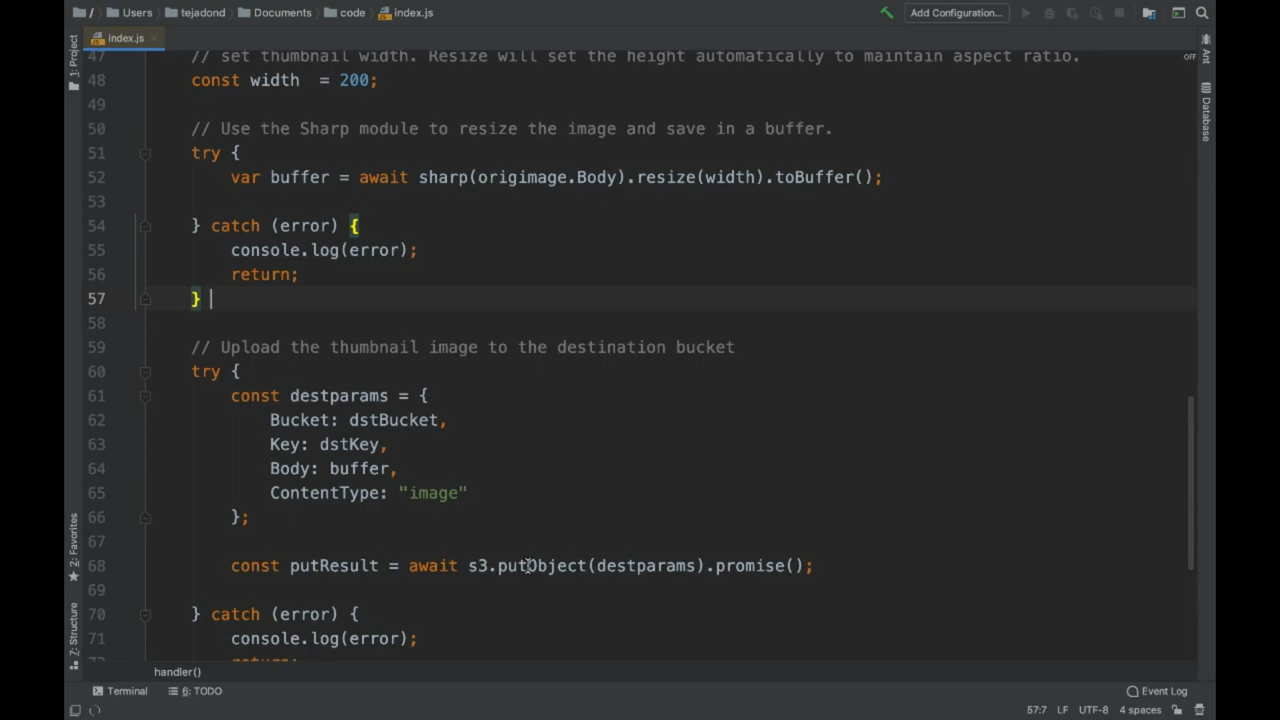 / Users tejadond Documents code index.js Add Configuration...
index.js
47 // set thumbnail width. Resize will set the height automatically to maintain aspect ratio.
48 const width  = 200;
49
50 // Use the Sharp module to resize the image and save in a buffer.
51 try {
52 var buffer = await sharp(origimage.Body).resize(width).toBuffer();
53
54 } catch (error) {
55 console.log(error);
56 return;
57 }
58
59 // Upload the thumbnail image to the destination bucket
60 try {
61 const destparams = {
62 Bucket: dstBucket,
63 Key: dstKey,
64 Body: buffer,
65 ContentType: "image"
66 };
67
68 const putResult = await s3.putObject(destparams).promise();
69
70 } catch (error) {
71 console.log(error);
72 return;
handler()
Terminal 6: TODO Event Log
57:7 LF UTF-8 4 spaces
1: Project
2: Favorites
7: Structure
OFF
Ant
Database